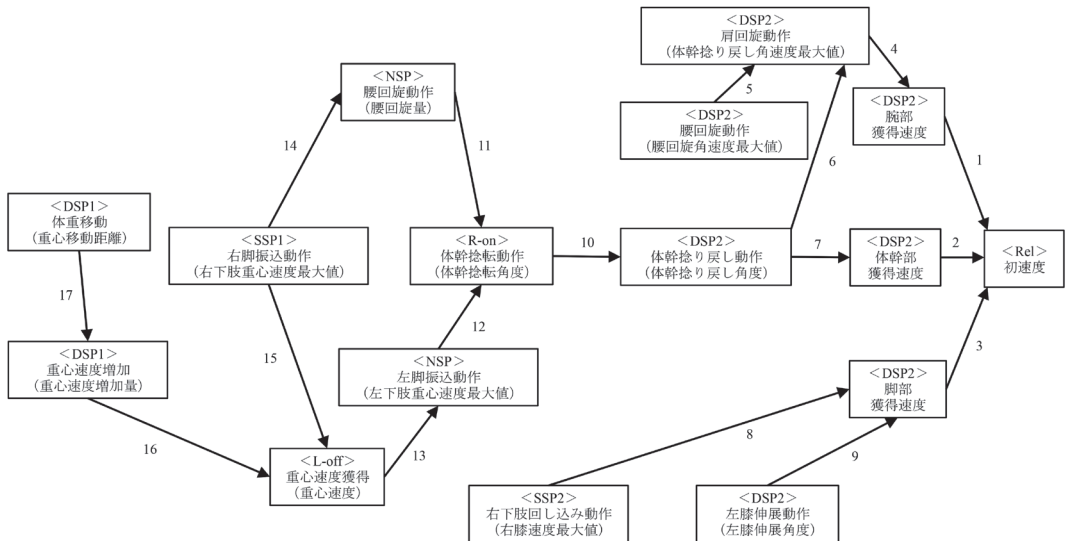 <DSP2>
肩回旋動作
(体幹捻り戻し角速度最大値)
4
<NSP>
腰回旋動作
(腰回旋量)
5
<DSP2>
腰回旋動作
(腰回旋角速度最大値)
<DSP2>
腕部
獲得速度
14
11
6
1
<DSP1>
体重移動
(重心移動距離)
<SSP1>
右脚振込動作
(右下肢重心速度最大値)
<R-on>
体幹捻転動作
(体幹捻転角度)
10
<DSP2>
体幹捻り戻し動作
(体幹捻り戻し角度)
7
<DSP2>
体幹部
獲得速度
2
<Rel>
初速度
17
15
12
3
<DSP1>
重心速度増加
(重心速度増加量)
<NSP>
左脚振込動作
(左下肢重心速度最大値)
<DSP2>
脚部
獲得速度
16
13
8
9
<L-off>
重心速度獲得
(重心速度)
<SSP2>
右下肢回し込み動作
(右膝速度最大値)
<DSP2>
左膝伸展動作
(左膝伸展角度)